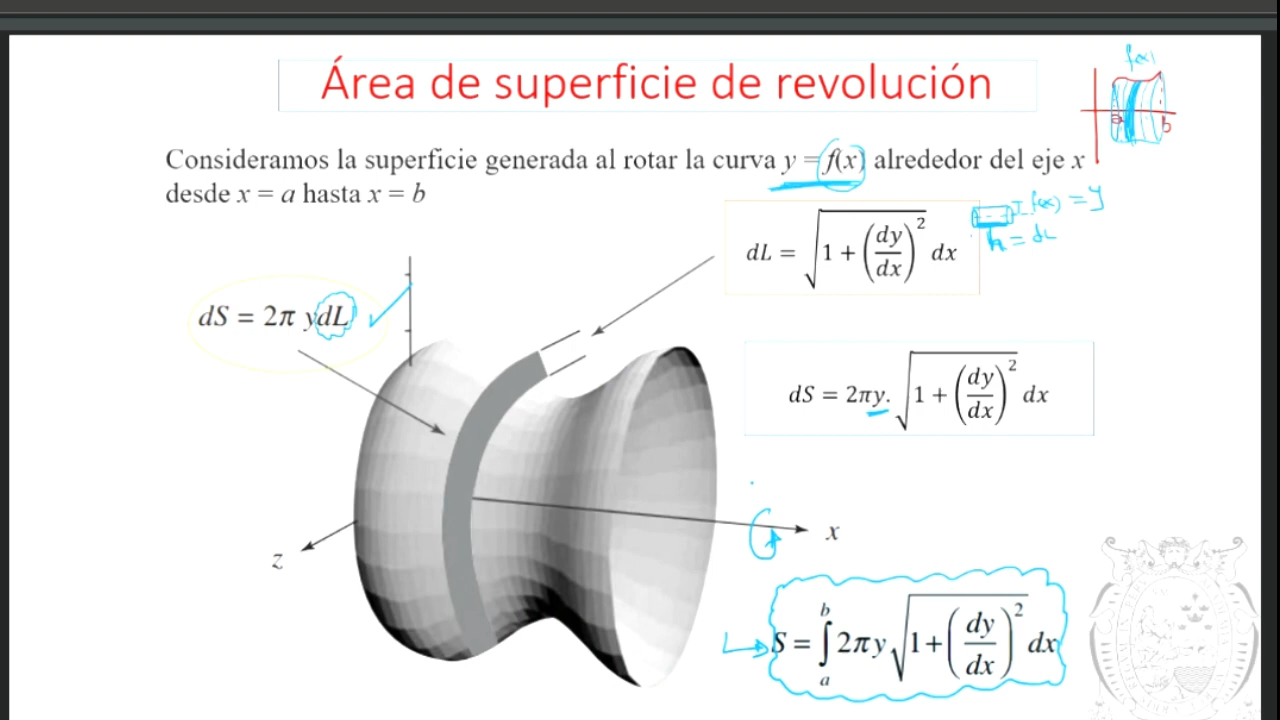 Área de superficie de revolución
f(x)
a
b
Consideramos la superficie generada al rotar la curva y = f(x) alrededor del eje x
desde x = a hasta x = b
dL = √(1 + (dy/dx)²) dx
f(x) = y
h = dL
dS = 2π ydL
dS = 2πy. √(1 + (dy/dx)²) dx
x
z
S = ∫ₐᵇ 2πy √(1+(dy/dx)²) dx